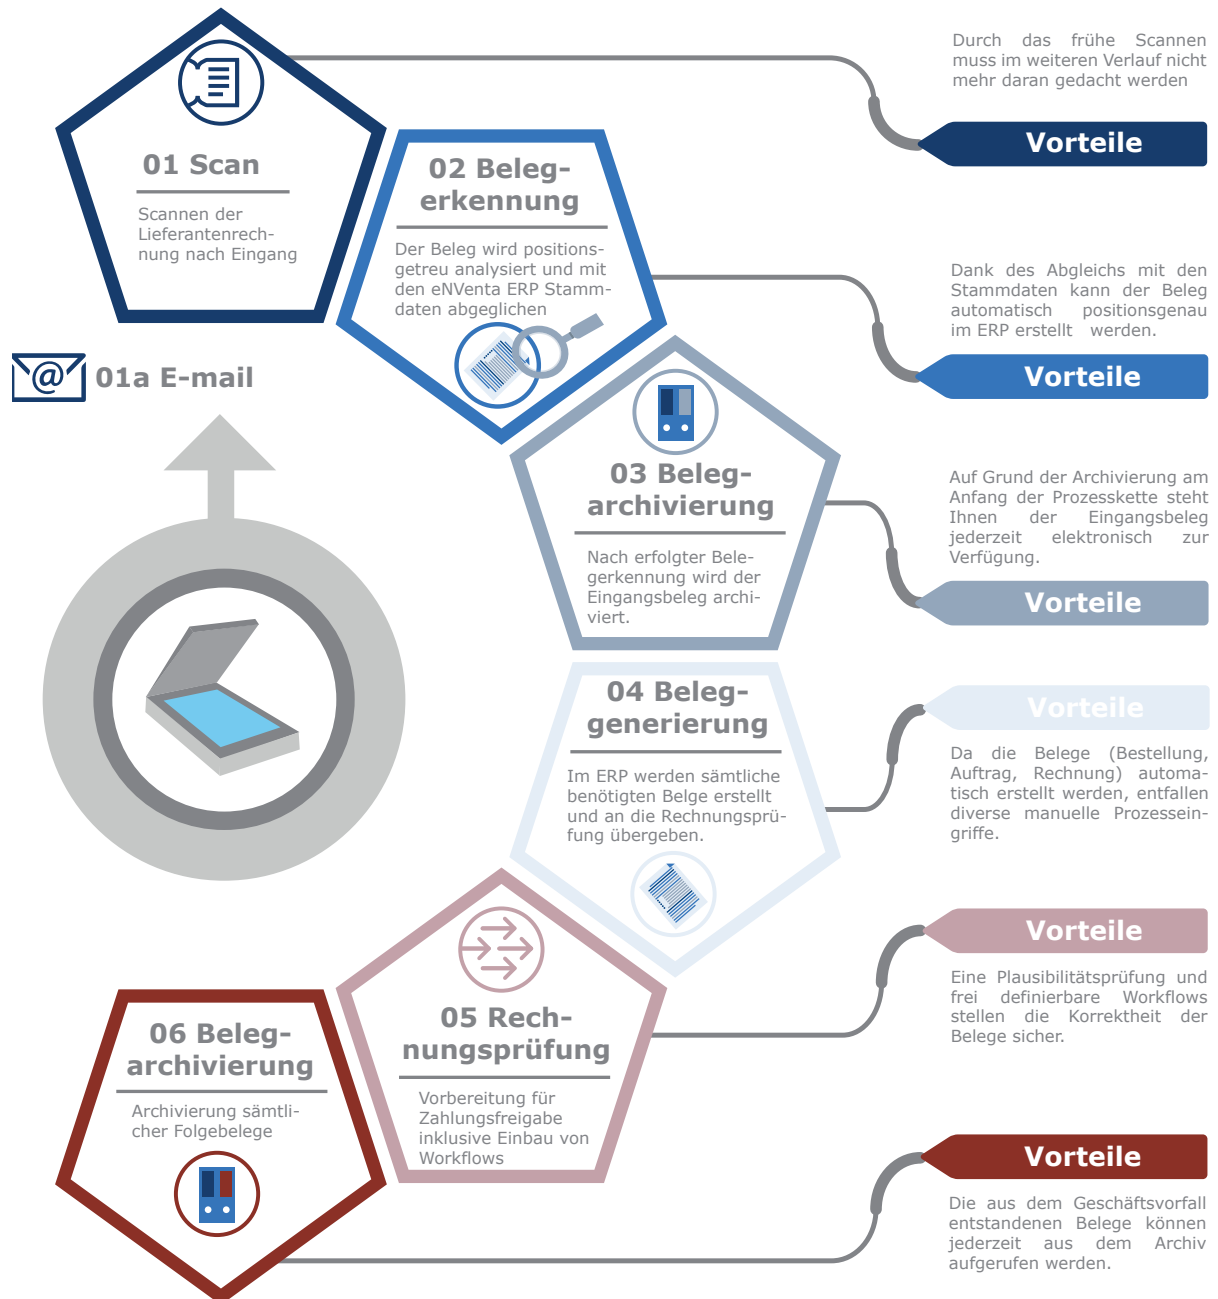 01 Scan
Scannen der
Lieferantenrech-
nung nach Eingang
Durch das frühe Scannen
muss im weiteren Verlauf nicht
mehr daran gedacht werden
Vorteile
@ 01a E-mail
02 Beleg-
erkennung
Der Beleg wird positions-
getreu analysiert und mit
den eNVenta ERP Stamm-
daten abgeglichen
Dank des Abgleichs mit den
Stammdaten kann der Beleg
automatisch positionsgenau
im ERP erstellt werden.
Vorteile
03 Beleg-
archivierung
Nach erfolgter Bele-
gerkennung wird der
Eingangsbeleg archi-
viert.
Auf Grund der Archivierung am
Anfang der Prozesskette steht
Ihnen der Eingangsbeleg
jederzeit elektronisch zur
Verfügung.
Vorteile
04 Beleg-
generierung
Im ERP werden sämtliche
benötigten Belge erstellt
und an die Rechnungsprü-
fung übergeben.
Vorteile
Da die Belege (Bestellung,
Auftrag, Rechnung) automa-
tisch erstellt werden, entfallen
diverse manuelle Prozessein-
griffe.
05 Rech-
nungsprüfung
Vorbereitung für
Zahlungsfreigabe
inklusive Einbau von
Workflows
Vorteile
Eine Plausibilitätsprüfung und
frei definierbare Workflows
stellen die Korrektheit der
Belege sicher.
06 Beleg-
archivierung
Archivierung sämtli-
cher Folgebelege
Vorteile
Die aus dem Geschäftsvorfall
entstandenen Belege können
jederzeit aus dem Archiv
aufgerufen werden.